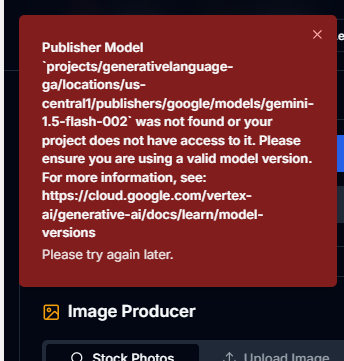 Publisher Model
`projects/generativelanguage-
ga/locations/us-
central1/publishers/google/models/gemini-
1.5-flash-002` was not found or your
project does not have access to it. Please
ensure you are using a valid model version.
For more information, see:
https://cloud.google.com/vertex-
ai/generative-ai/docs/learn/model-
versions
Please try again later.
Image Producer
Stock Photos
Upload Image